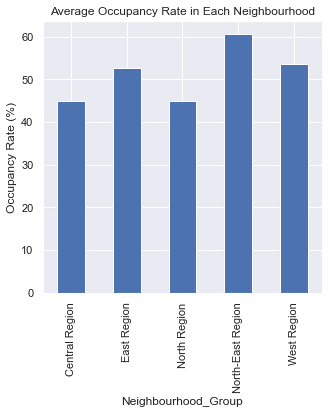 Average Occupancy Rate in Each Neighbourhood
Occupancy Rate (%)
60
50
40
30
20
10
0
Central Region
East Region
North Region
North-East Region
West Region
Neighbourhood_Group